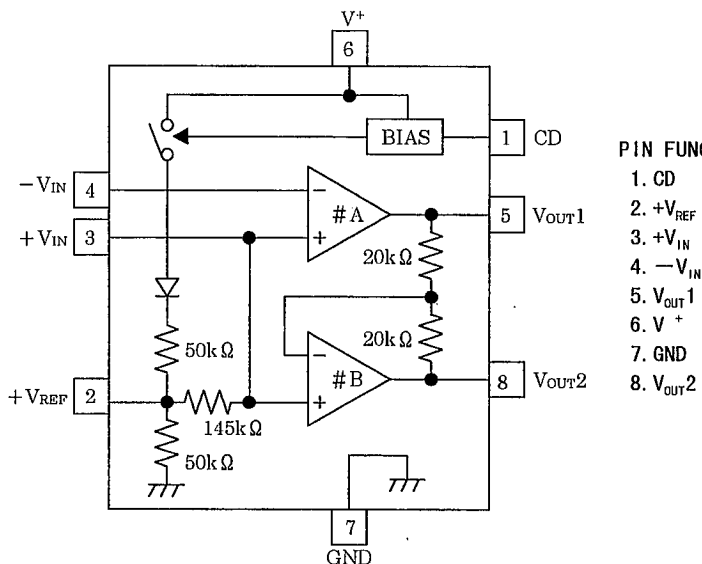 V+
6
BIAS
1 CD
−VIN 4
− #A
5 VOUT1
+VIN 3
+
20kΩ
50kΩ
20kΩ
− #B
+VREF 2
+
8 VOUT2
145kΩ
50kΩ
7
GND
PIN FUNC
1. CD
2. +VREF
3. +VIN
4. −VIN
5. VOUT1
6. V +
7. GND
8. VOUT2